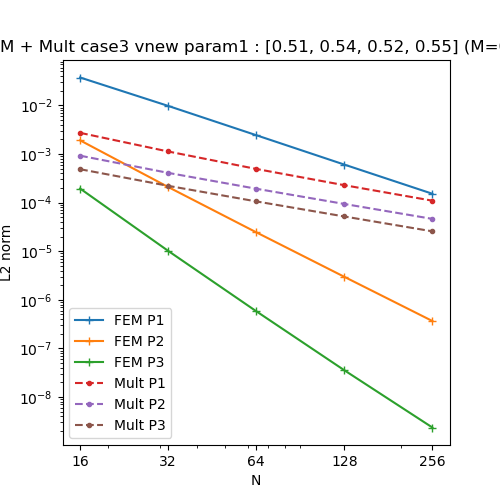 M + Mult case3 vnew param1 : [0.51, 0.54, 0.52, 0.55] (M=
L2 norm
10⁻²
10⁻³
10⁻⁴
10⁻⁵
10⁻⁶
10⁻⁷
10⁻⁸
FEM P1
FEM P2
FEM P3
Mult P1
Mult P2
Mult P3
16
32
64
128
256
N